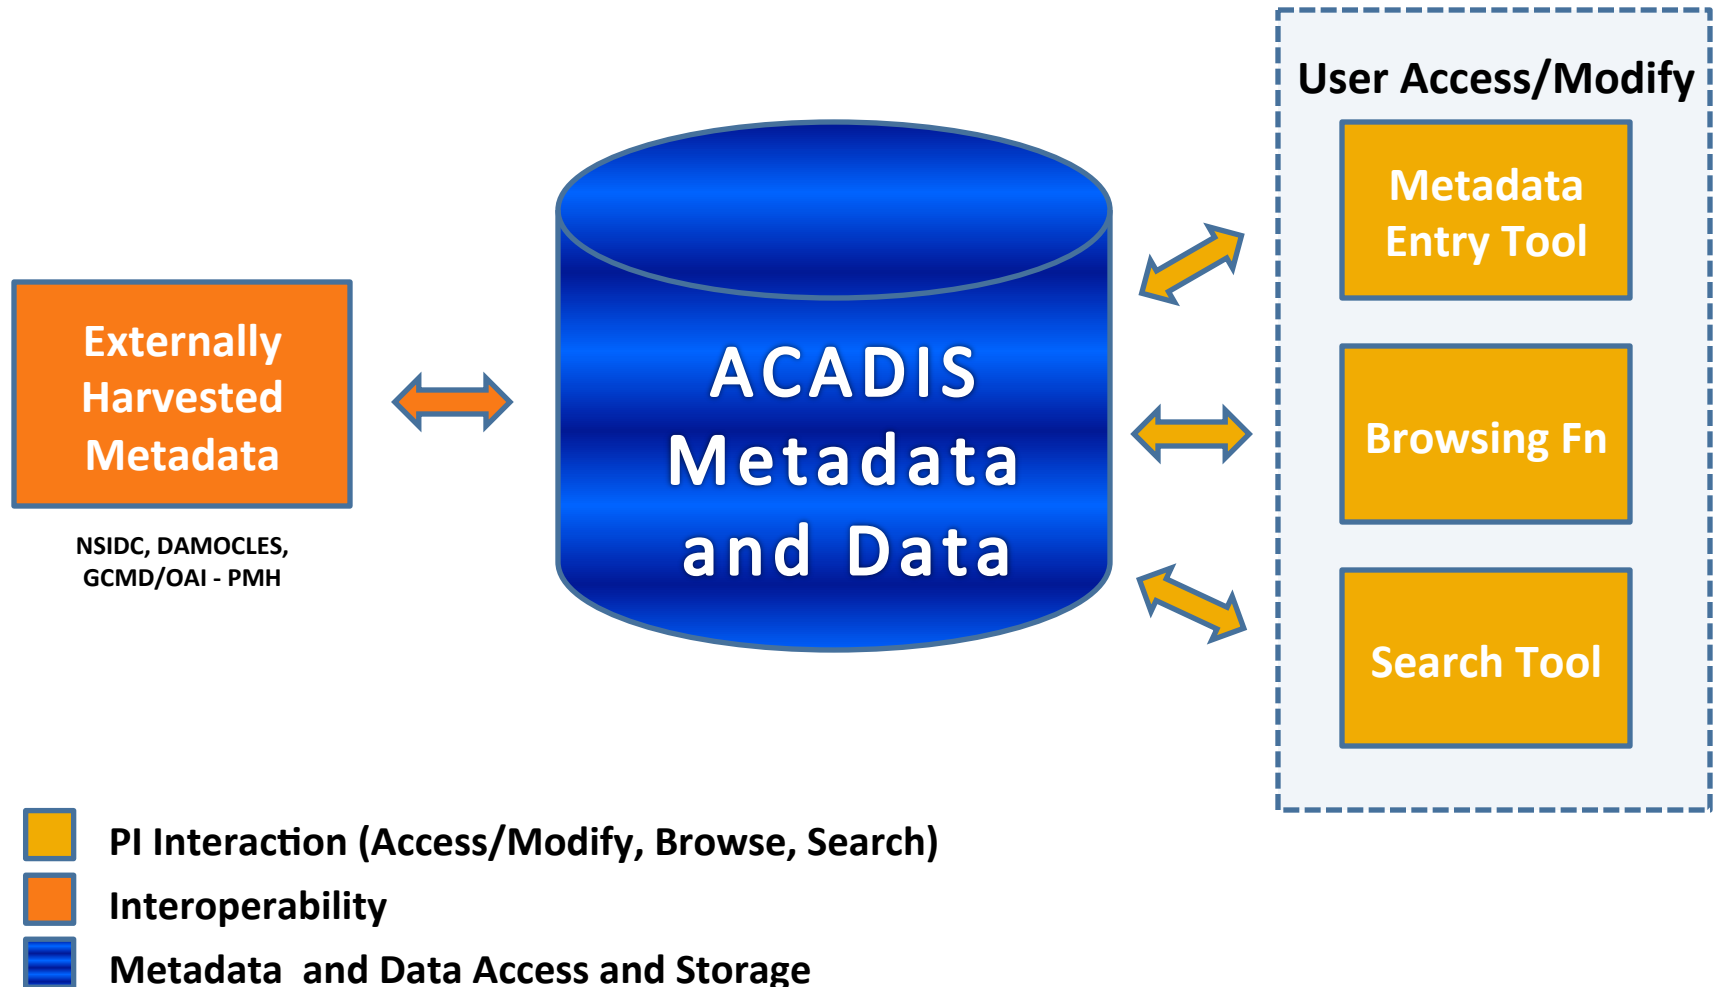 User Access/Modify
Metadata
Entry Tool
Browsing Fn
Search Tool
ACADIS
Metadata
and Data
Externally
Harvested
Metadata
NSIDC, DAMOCLES,
GCMD/OAI - PMH
PI Interaction (Access/Modify, Browse, Search)
Interoperability
Metadata  and Data Access and Storage